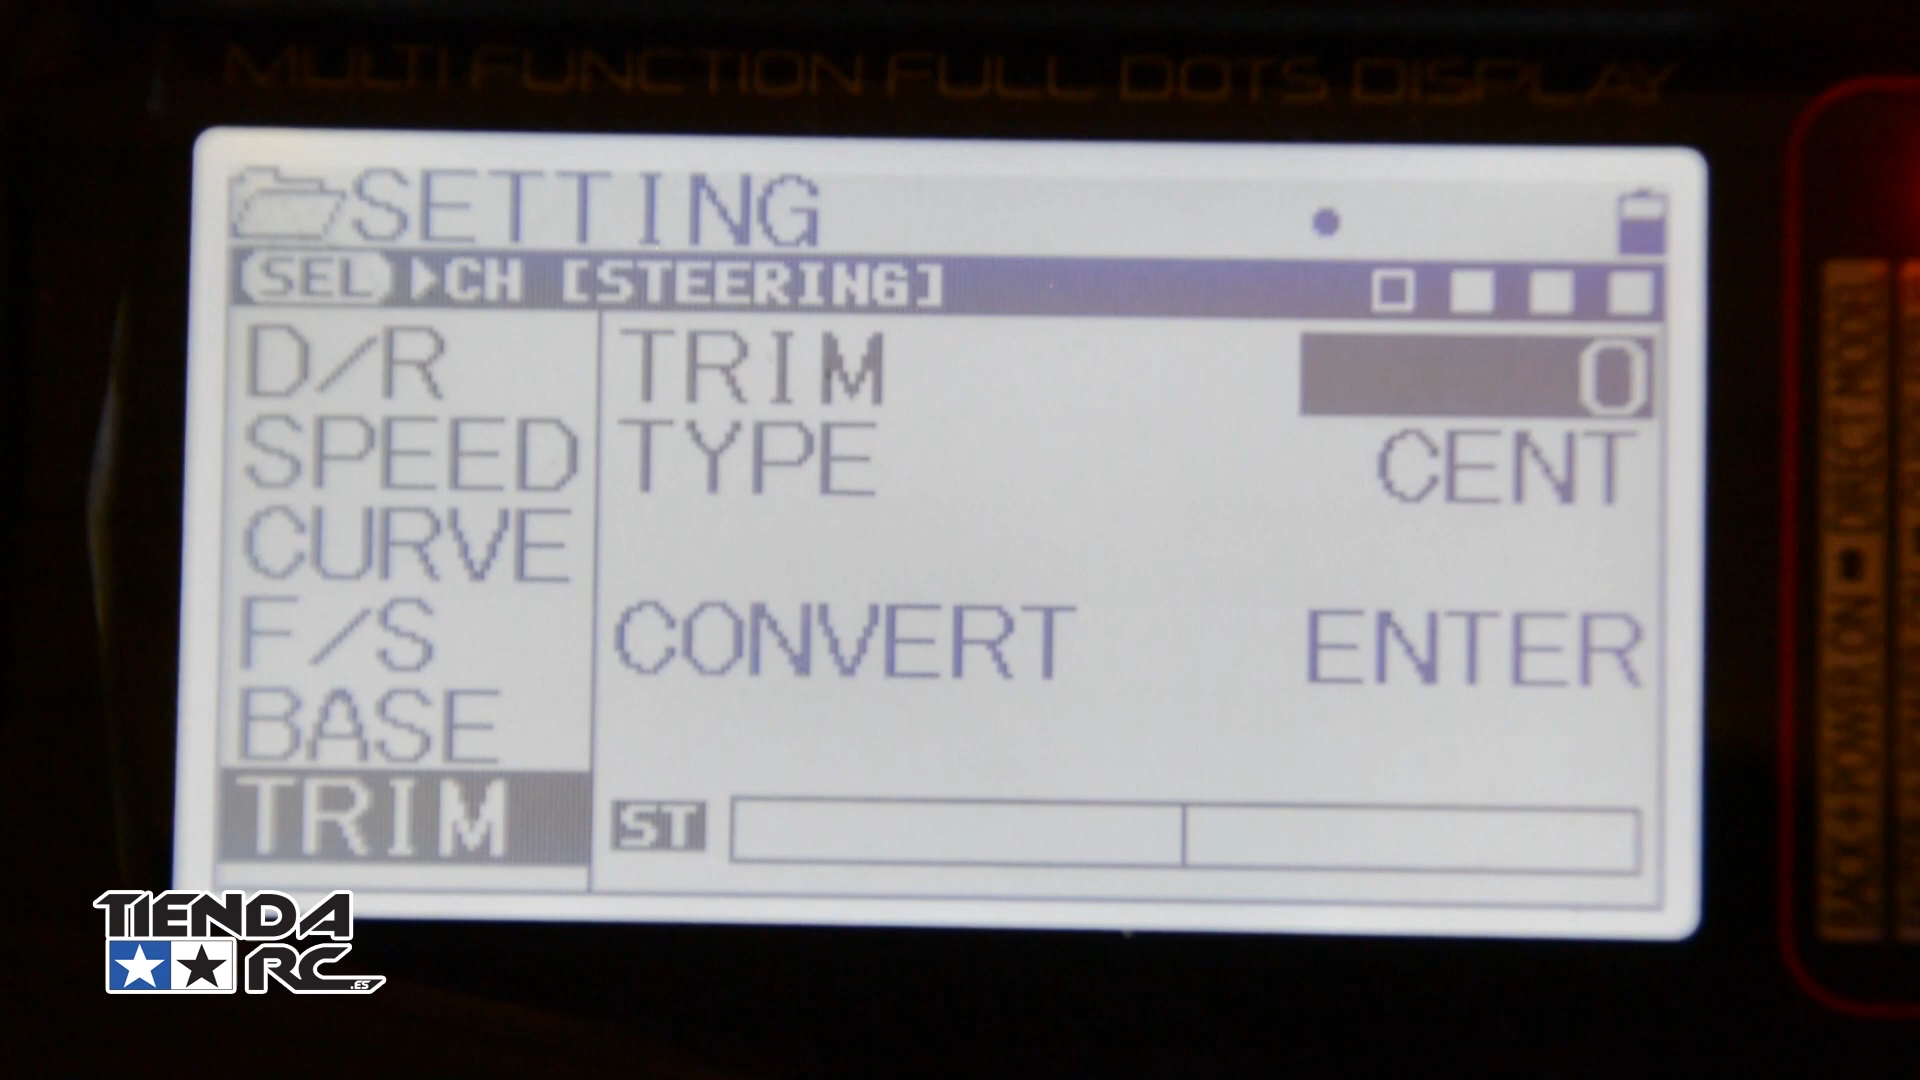 MULTI FUNCTION FULL DOTS DISPLAY
SETTING
SEL CH [STEERING]
D/R
SPEED
CURVE
F/S
BASE
TRIM
TRIM 0
TYPE CENT
CONVERT ENTER
ST
TIENDA
RC.ES